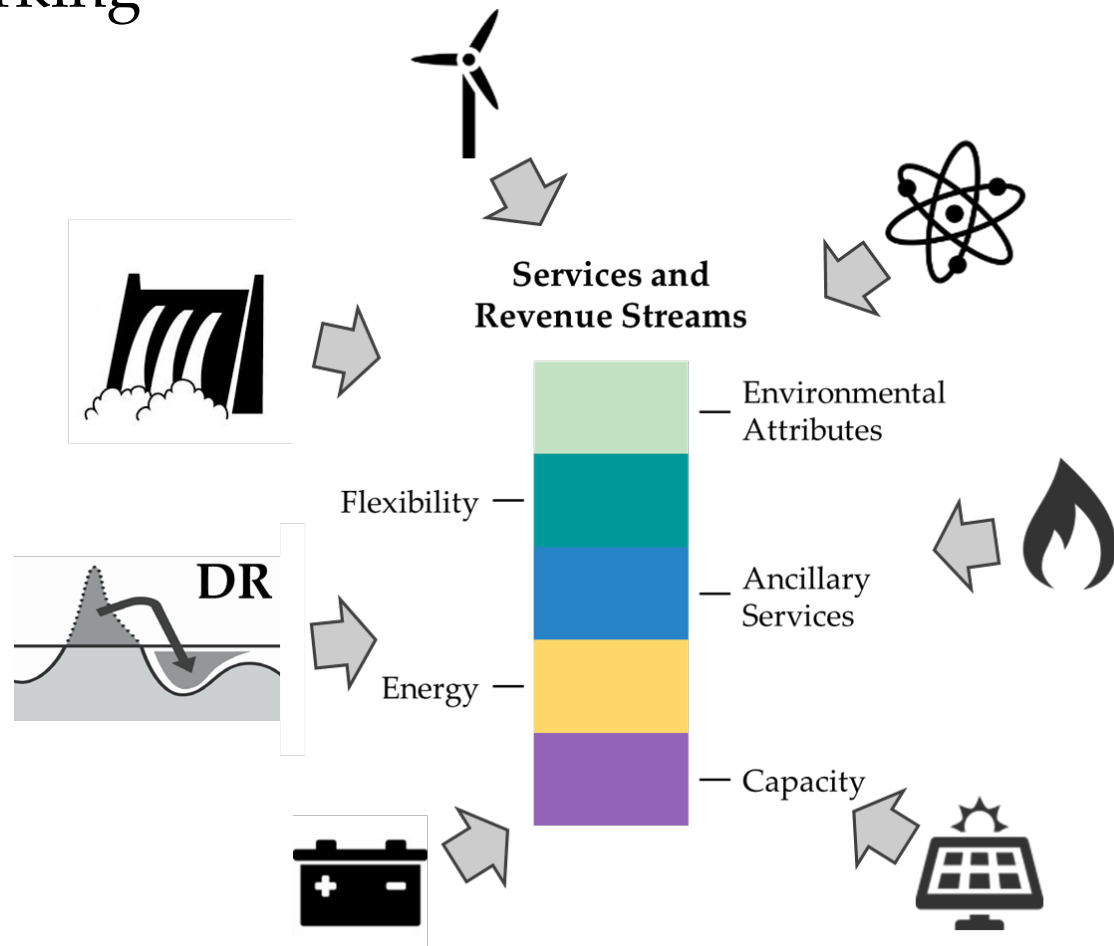 Services and
Revenue Streams
Environmental
Attributes
Flexibility
DR
Ancillary
Services
Energy
Capacity